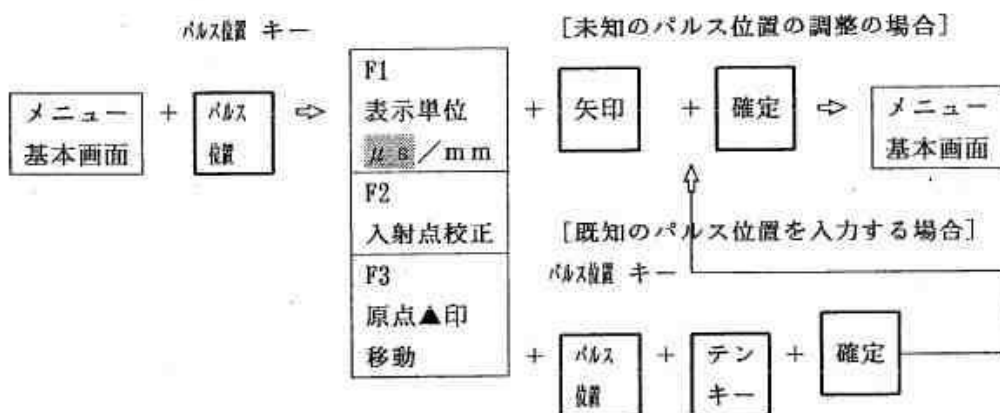 パルス位置 キー
[未知のパルス位置の調整の場合]
メニュー
基本画面
+
パルス
位置
⇨
F1
表示単位
μs/mm
F2
入射点校正
F3
原点▲印
移動
+
矢印
+
確定
⇨
メニュー
基本画面
[既知のパルス位置を入力する場合]
パルス位置 キー
+
パルス
位置
+
テン
キー
+
確定